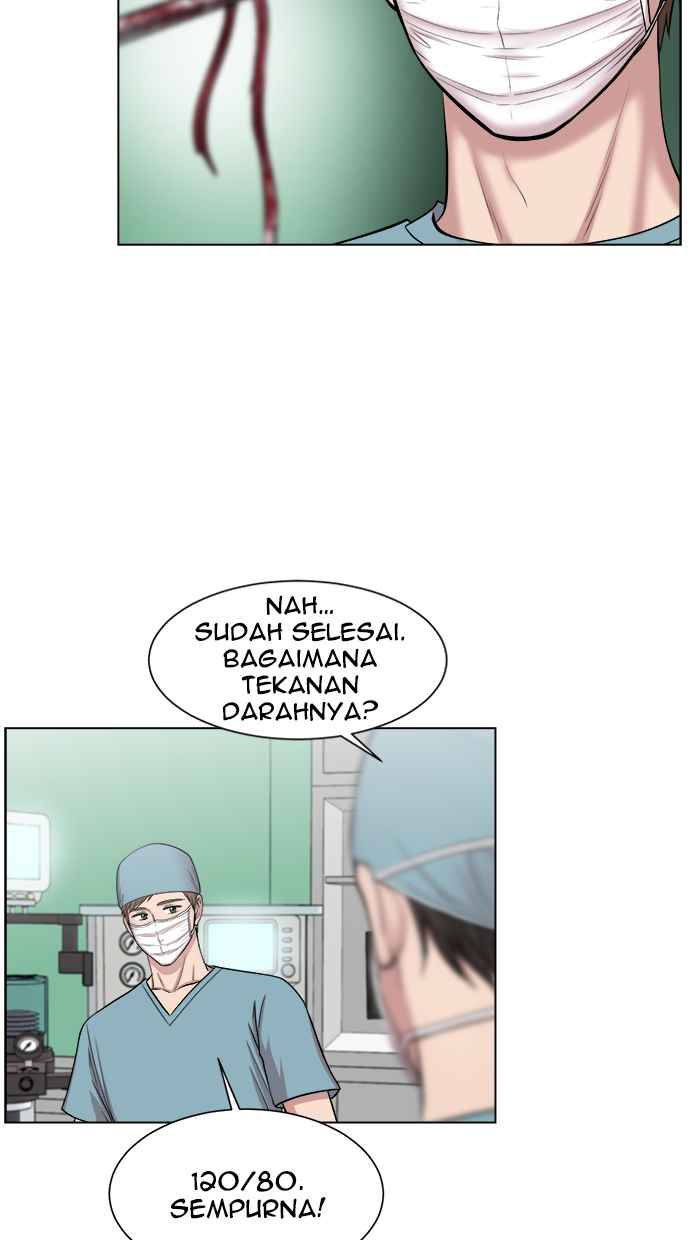 NAH...
SUDAH SELESAI.
BAGAIMANA
TEKANAN
DARAHNYA?
120/80.
SEMPURNA!